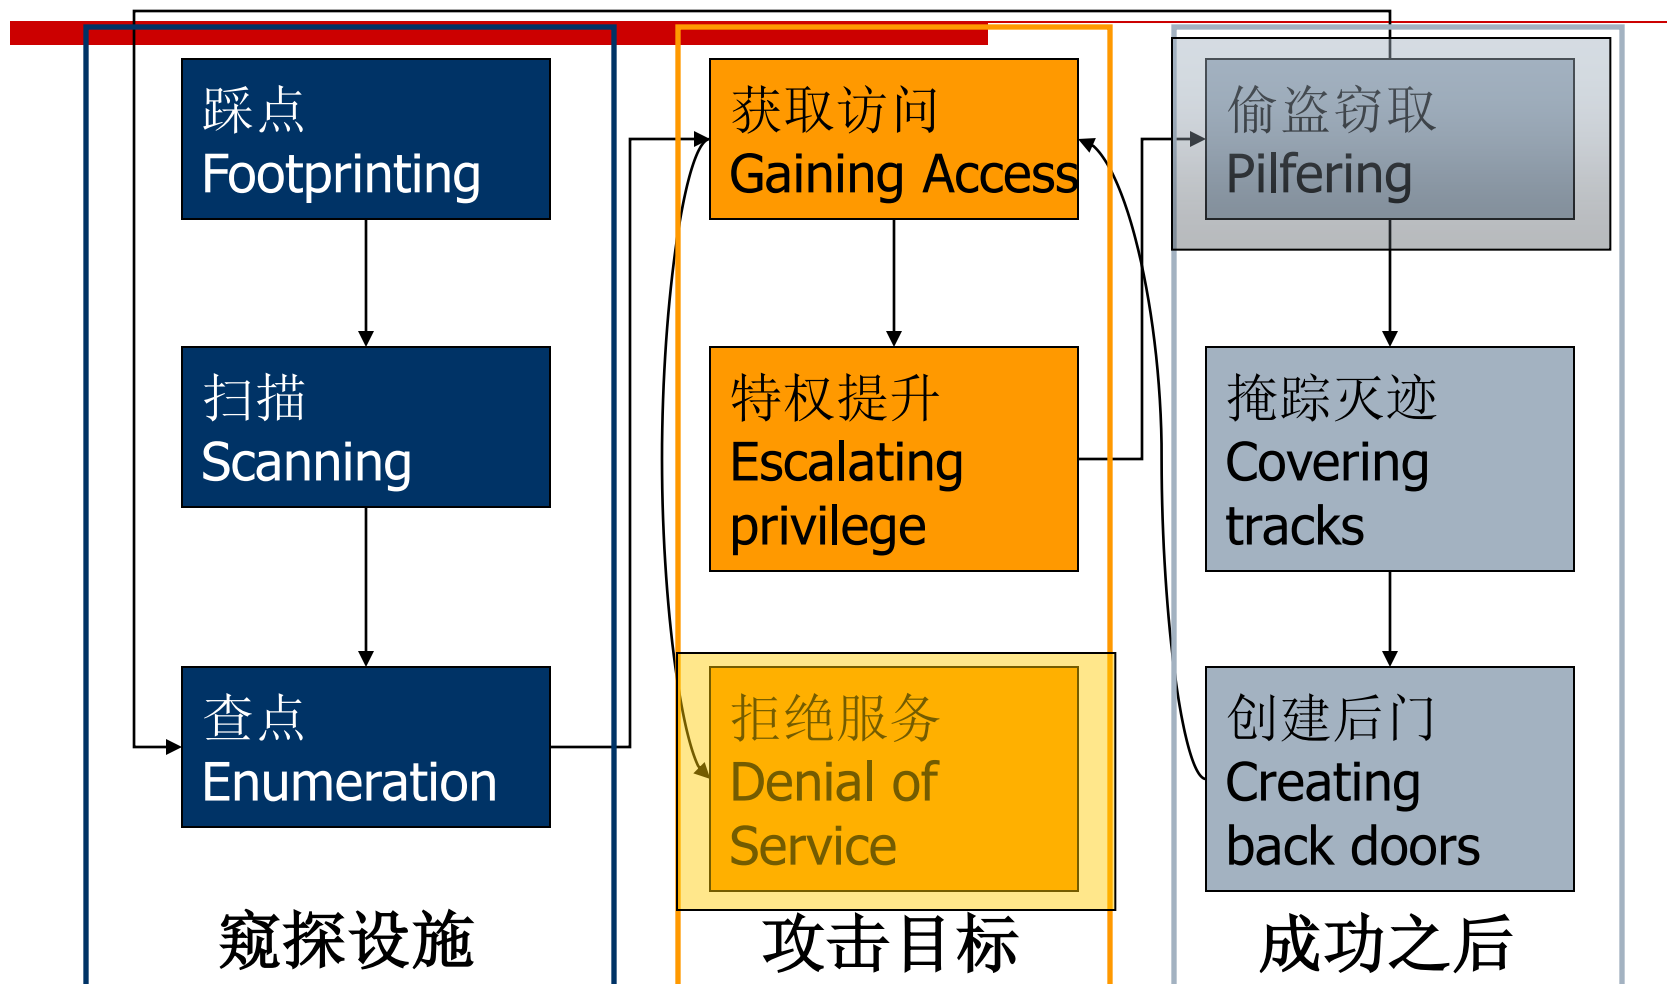 踩点
Footprinting
扫描
Scanning
查点
Enumeration
窥探设施
获取访问
Gaining Access
特权提升
Escalating
privilege
拒绝服务
Denial of
Service
攻击目标
偷盗窃取
Pilfering
掩踪灭迹
Covering
tracks
创建后门
Creating
back doors
成功之后